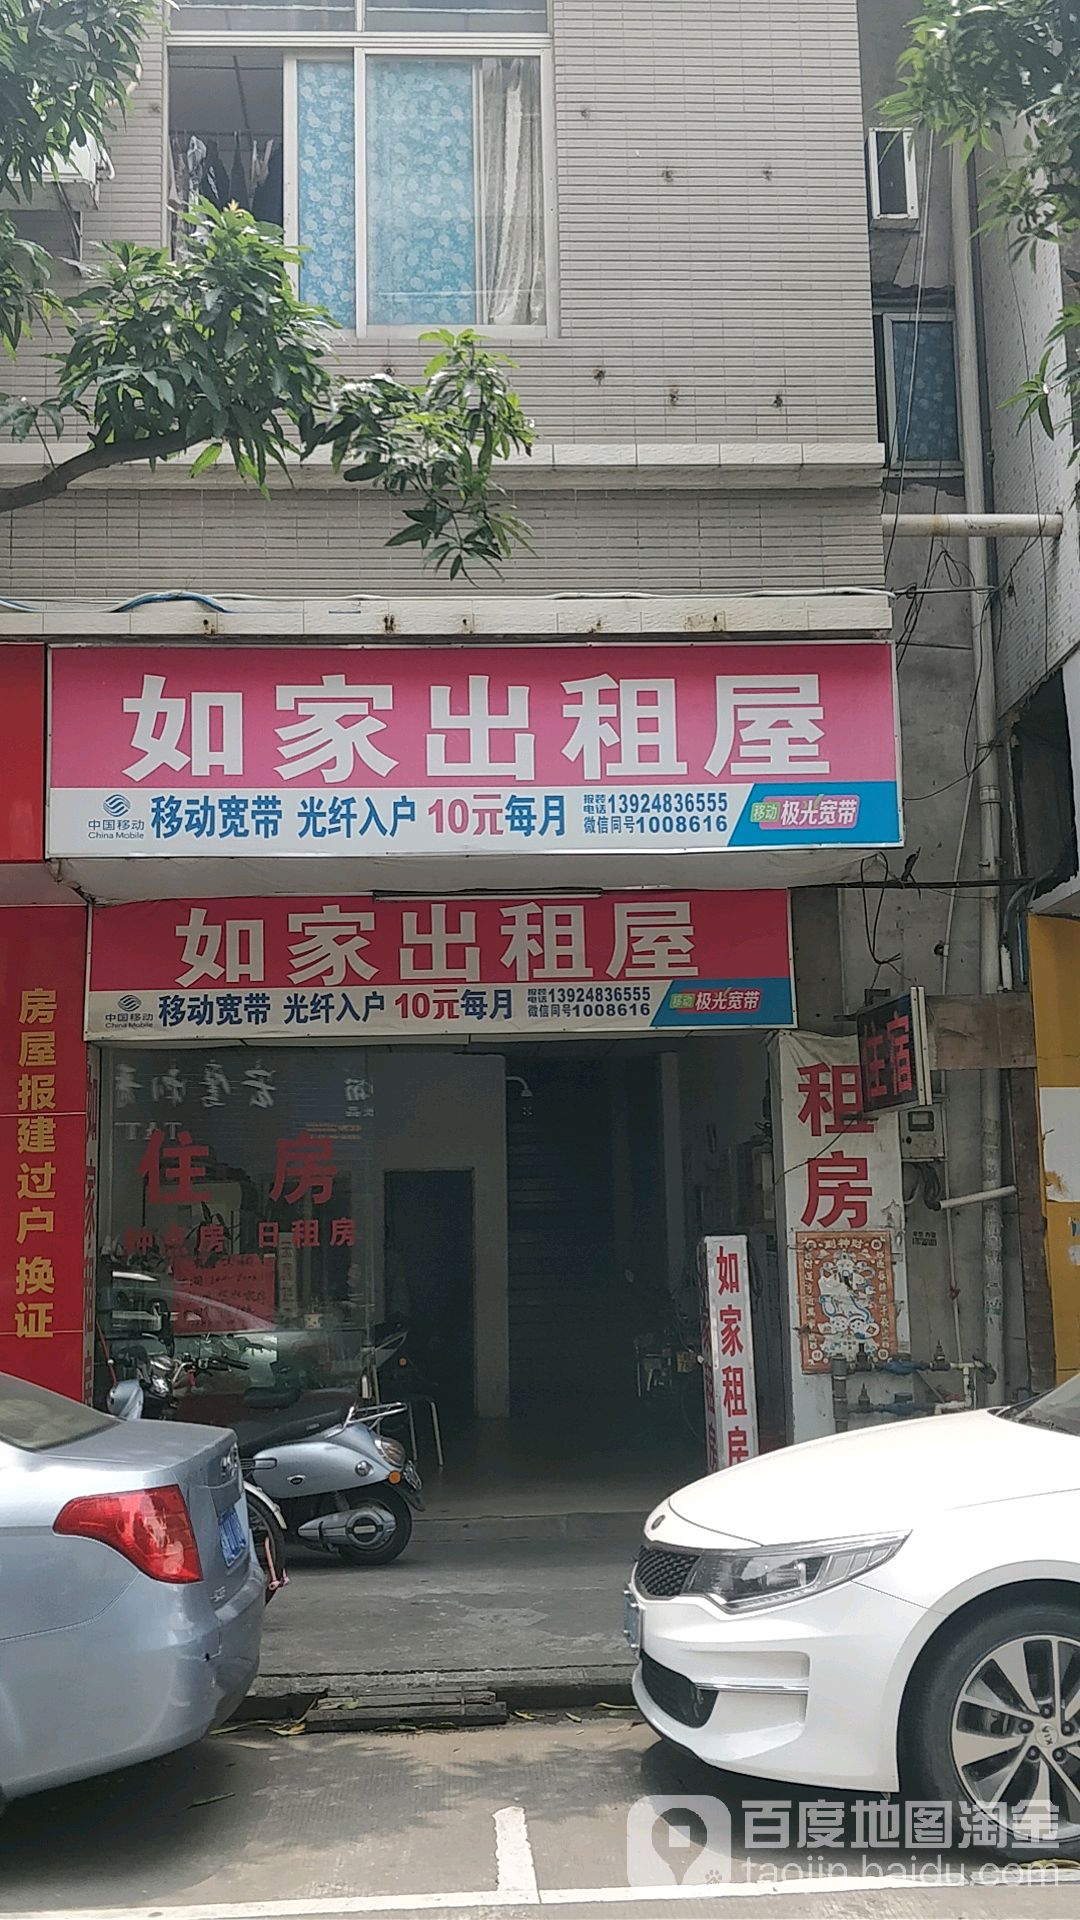 如家出租屋
中国移动
China Mobile
移动宽带 光纤入户 10元每月
报装电话13924836555
微信同号1008616
移动 极光宽带
如家出租屋
中国移动
China Mobile
移动宽带 光纤入户 10元每月
报装电话13924836555
微信同号1008616
移动 极光宽带
房屋报建过户换证
住宿
租房
住房
钟点房 日租房
如家租房
百度地图淘金
taojin.baidu.com